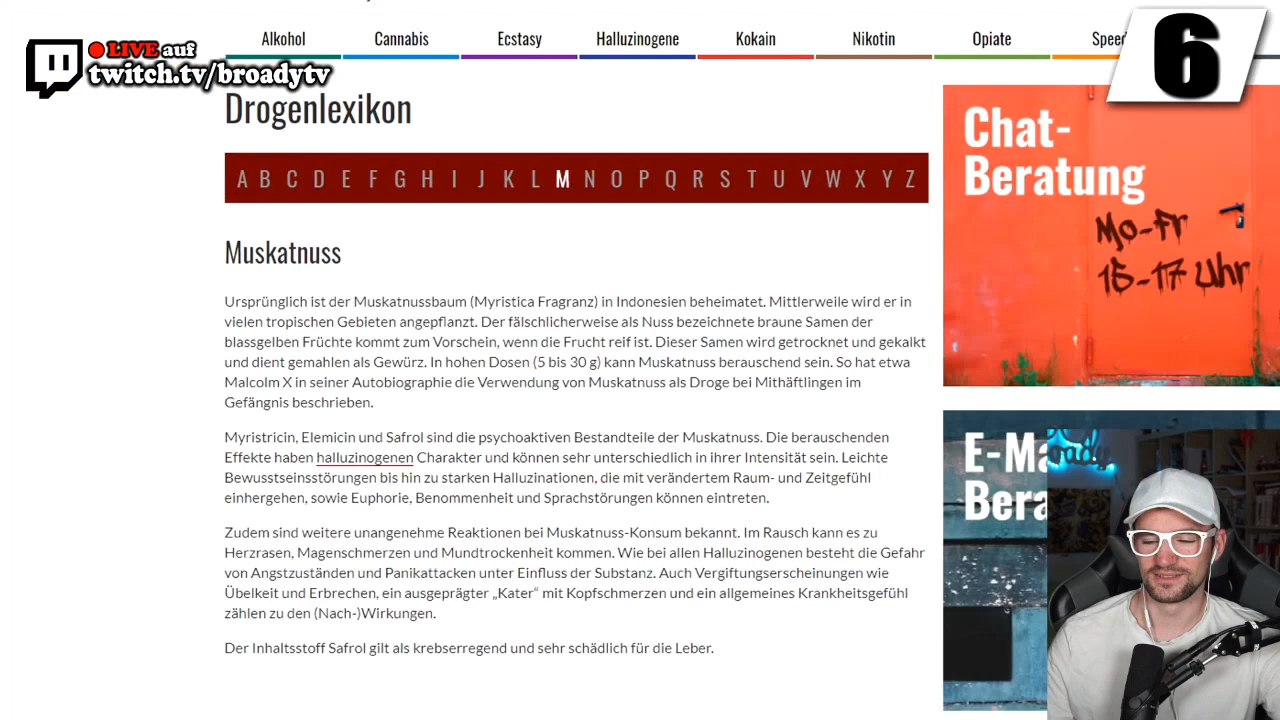 LIVE auf
twitch.tv/broadytv
Alkohol
Cannabis
Ecstasy
Halluzinogene
Kokain
Nikotin
Opiate
Speed
6
Drogenlexikon
A B C D E F G H I J K L M N O P Q R S T U V W X Y Z
Muskatnuss
Ursprünglich ist der Muskatnussbaum (Myristica Fragranz) in Indonesien beheimatet. Mittlerweile wird er in
vielen tropischen Gebieten angepflanzt. Der fälschlicherweise als Nuss bezeichnete braune Samen der
blassgelben Früchte kommt zum Vorschein, wenn die Frucht reif ist. Dieser Samen wird getrocknet und gekalkt
und dient gemahlen als Gewürz. In hohen Dosen (5 bis 30 g) kann Muskatnuss berauschend sein. So hat etwa
Malcolm X in seiner Autobiographie die Verwendung von Muskatnuss als Droge bei Mithäftlingen im
Gefängnis beschrieben.
Myristricin, Elemicin und Safrol sind die psychoaktiven Bestandteile der Muskatnuss. Die berauschenden
Effekte haben halluzinogenen Charakter und können sehr unterschiedlich in ihrer Intensität sein. Leichte
Bewusstseinsstörungen bis hin zu starken Halluzinationen, die mit verändertem Raum- und Zeitgefühl
einhergehen, sowie Euphorie, Benommenheit und Sprachstörungen können eintreten.
Zudem sind weitere unangenehme Reaktionen bei Muskatnuss-Konsum bekannt. Im Rausch kann es zu
Herzrasen, Magenschmerzen und Mundtrockenheit kommen. Wie bei allen Halluzinogenen besteht die Gefahr
von Angstzuständen und Panikattacken unter Einfluss der Substanz. Auch Vergiftungserscheinungen wie
Übelkeit und Erbrechen, ein ausgeprägter „Kater“ mit Kopfschmerzen und ein allgemeines Krankheitsgefühl
zählen zu den (Nach-)Wirkungen.
Der Inhaltsstoff Safrol gilt als krebserregend und sehr schädlich für die Leber.
Chat-
Beratung
Mo-Fr
15-17 Uhr
E-Ma
Bera